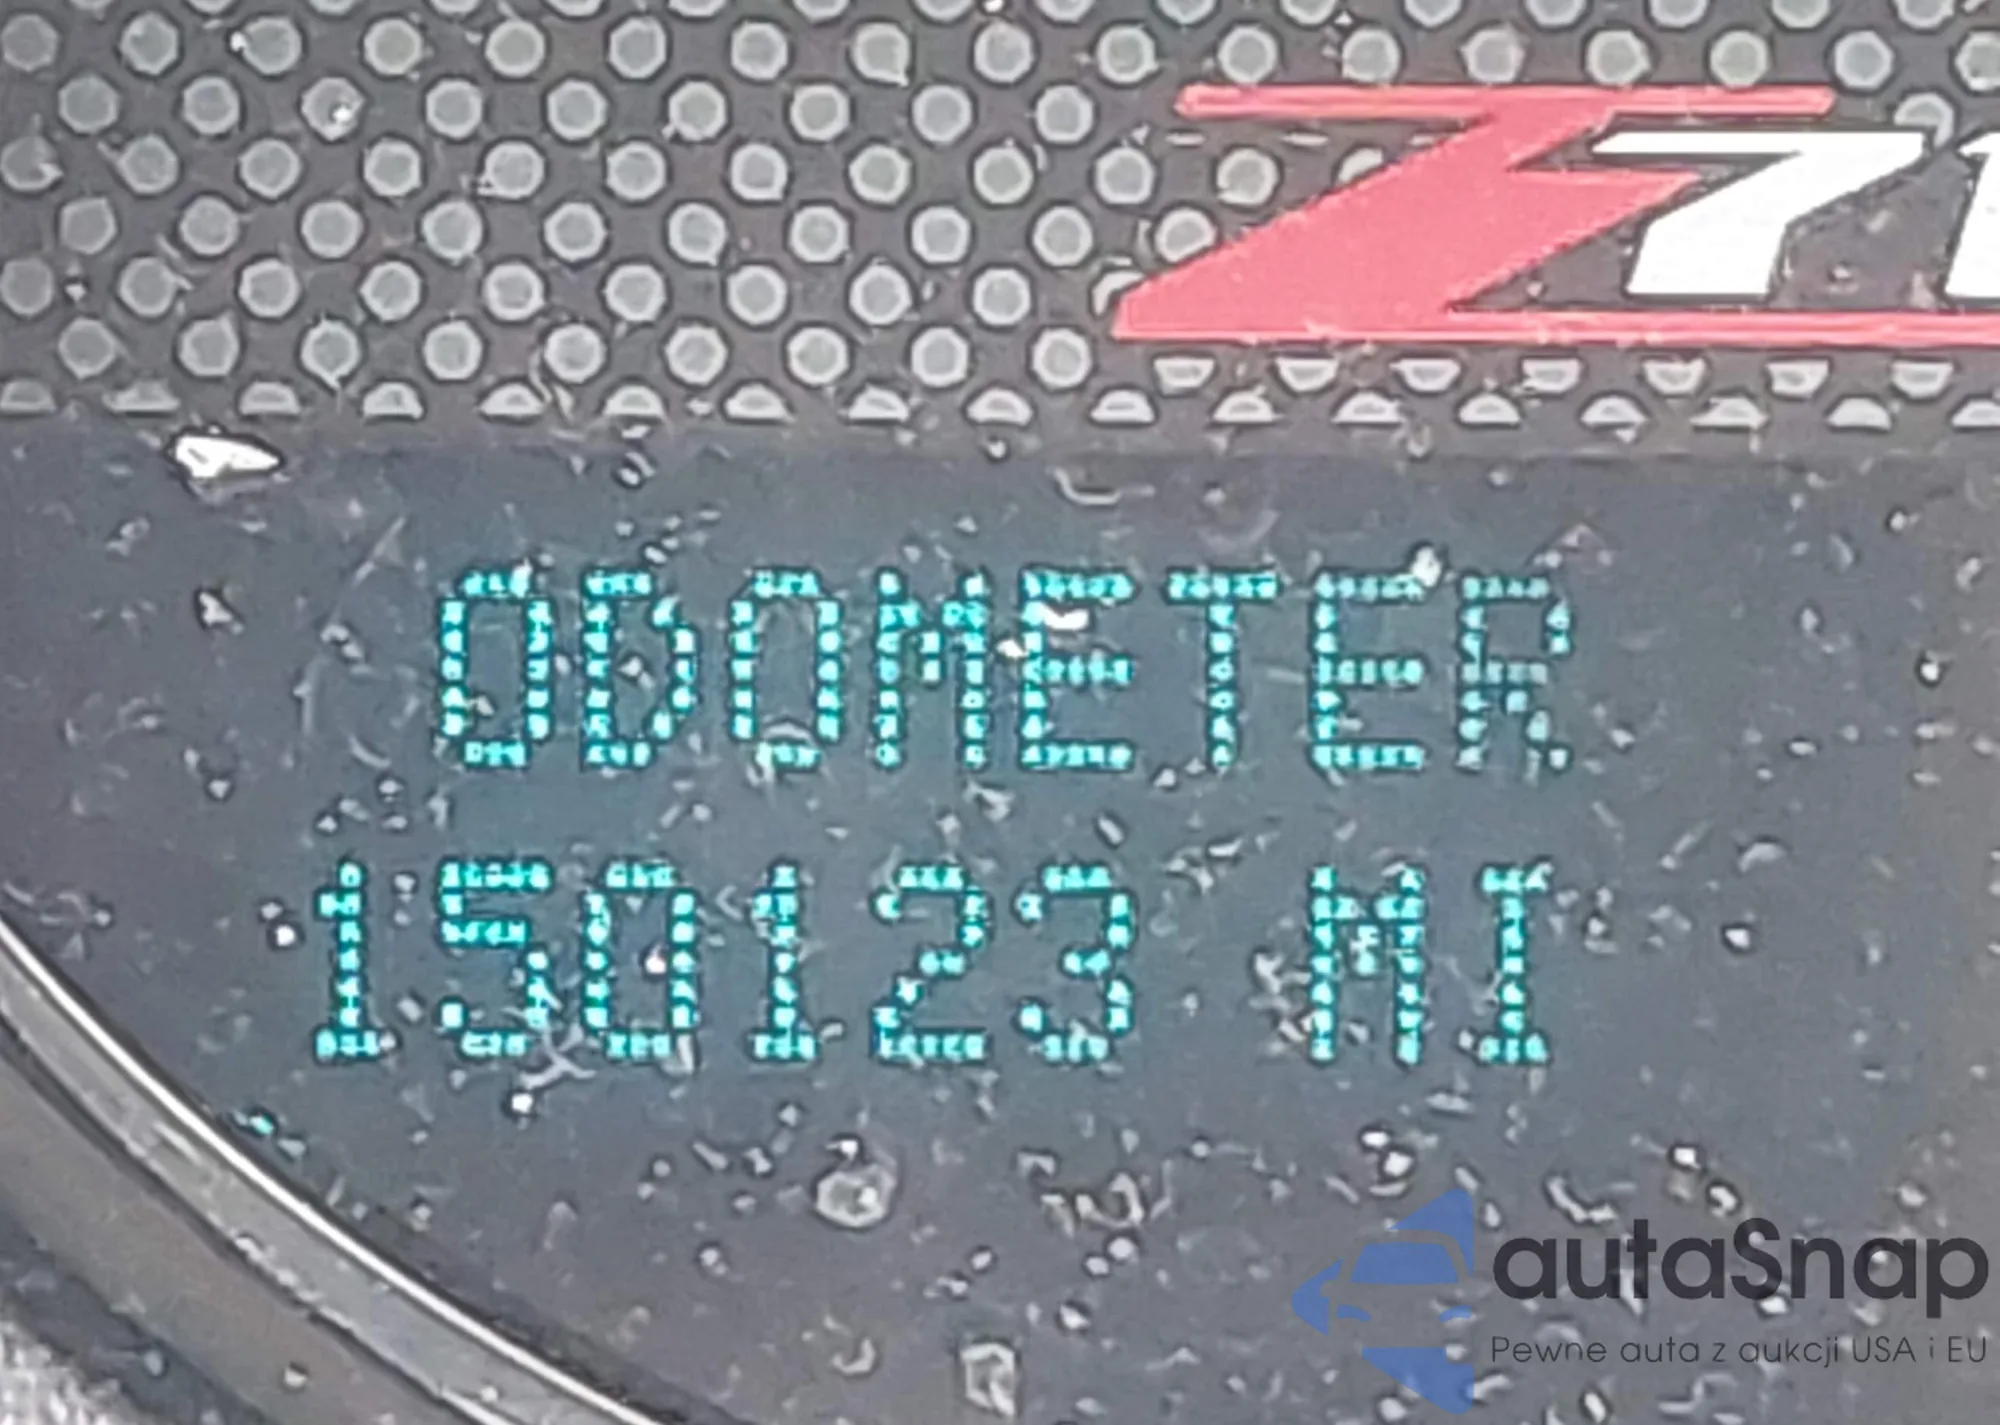 Z71
ODOMETER
150123 MI
autaSnap
Pewne auta z aukcji USA i EU